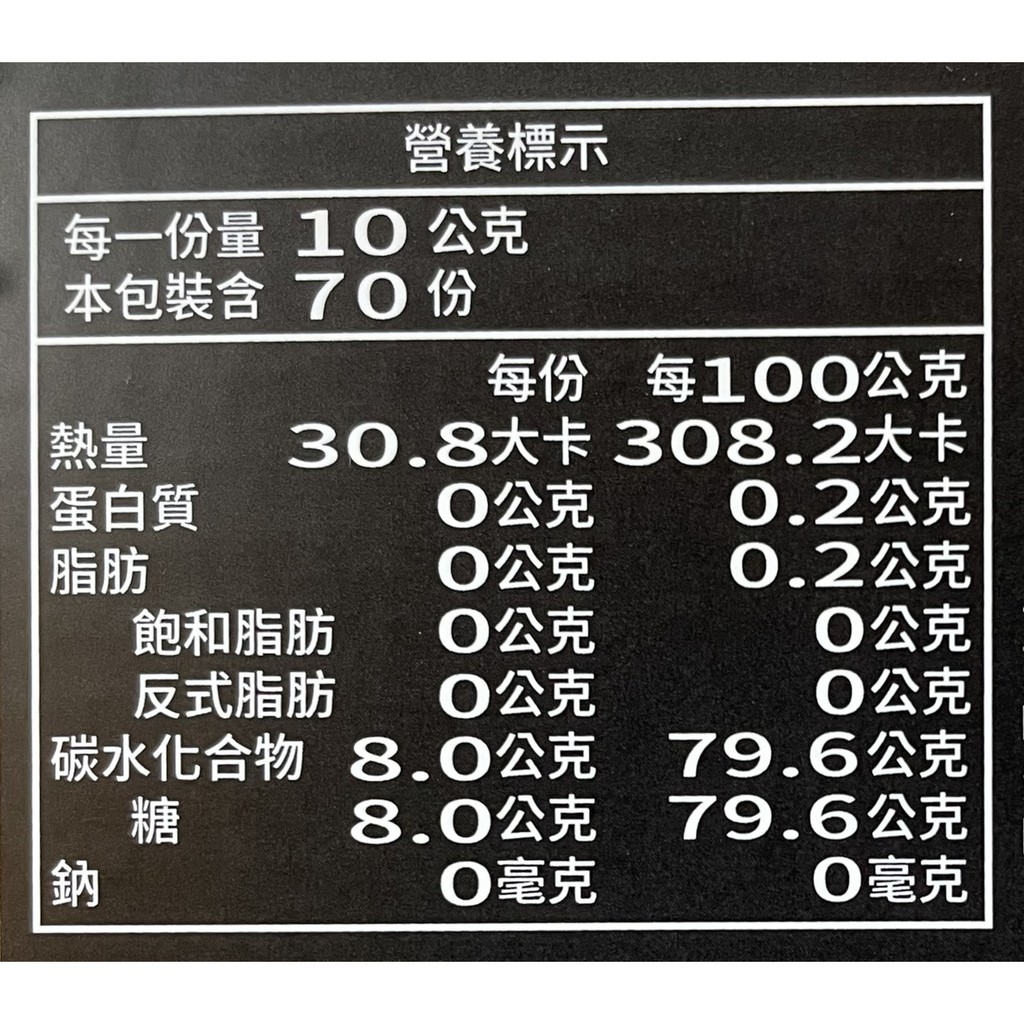 營養標示
每一份量 10 公克
本包裝含 70 份
每份 每100公克
熱量 30.8大卡 308.2大卡
蛋白質 0公克 0.2公克
脂肪 0公克 0.2公克
飽和脂肪 0公克 0公克
反式脂肪 0公克 0公克
碳水化合物 8.0公克 79.6公克
糖 8.0公克 79.6公克
鈉 0毫克 0毫克